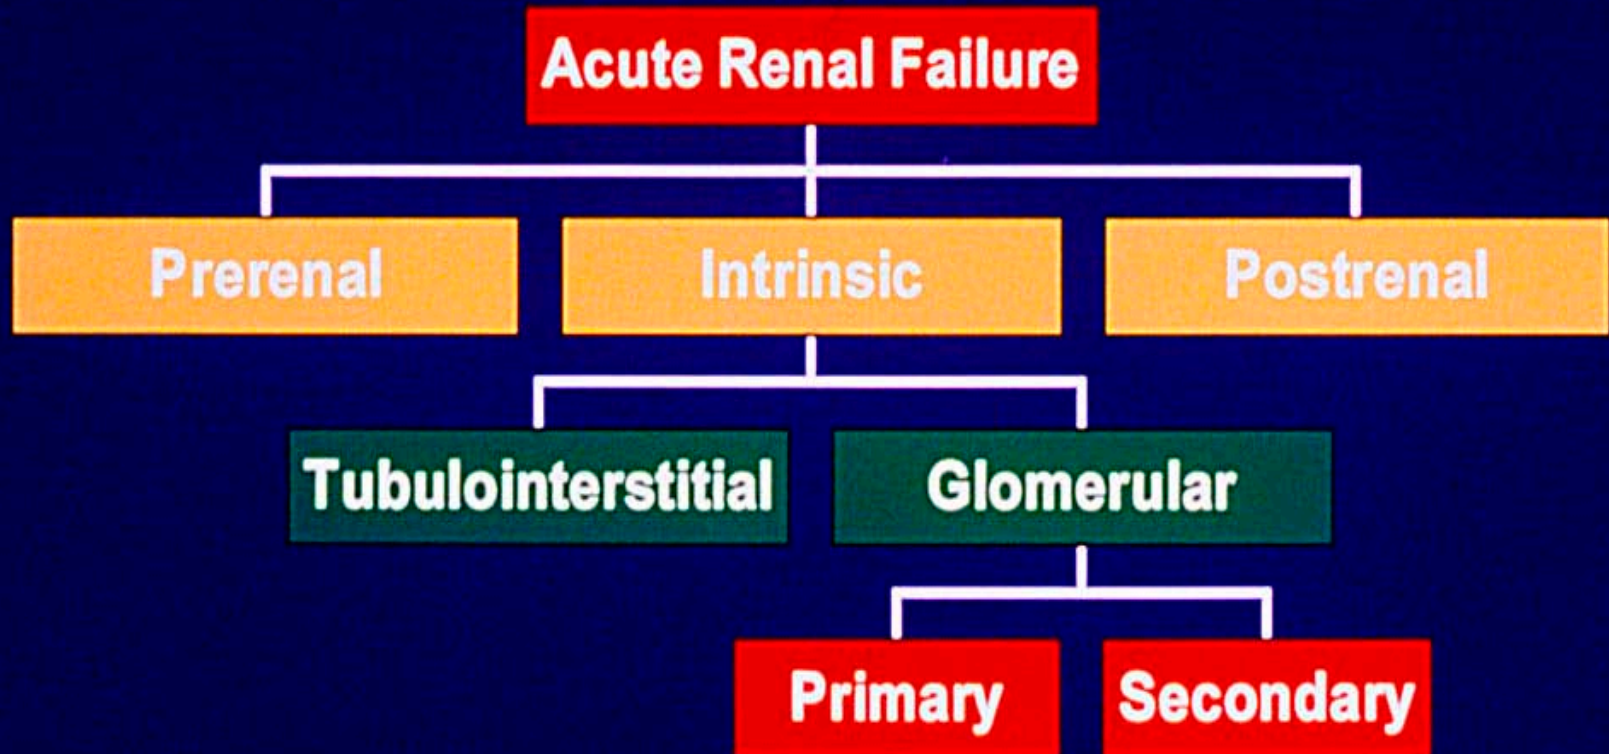 Acute Renal Failure
Prerenal
Intrinsic
Postrenal
Tubulointerstitial
Glomerular
Primary
Secondary